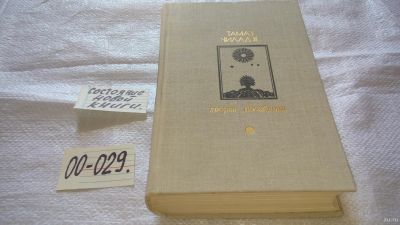 ТАМАЗ
ЧИЛАДЗЕ
СОСТОЯНИЕ
НОВОЙ
КНИГИ.
00-029.